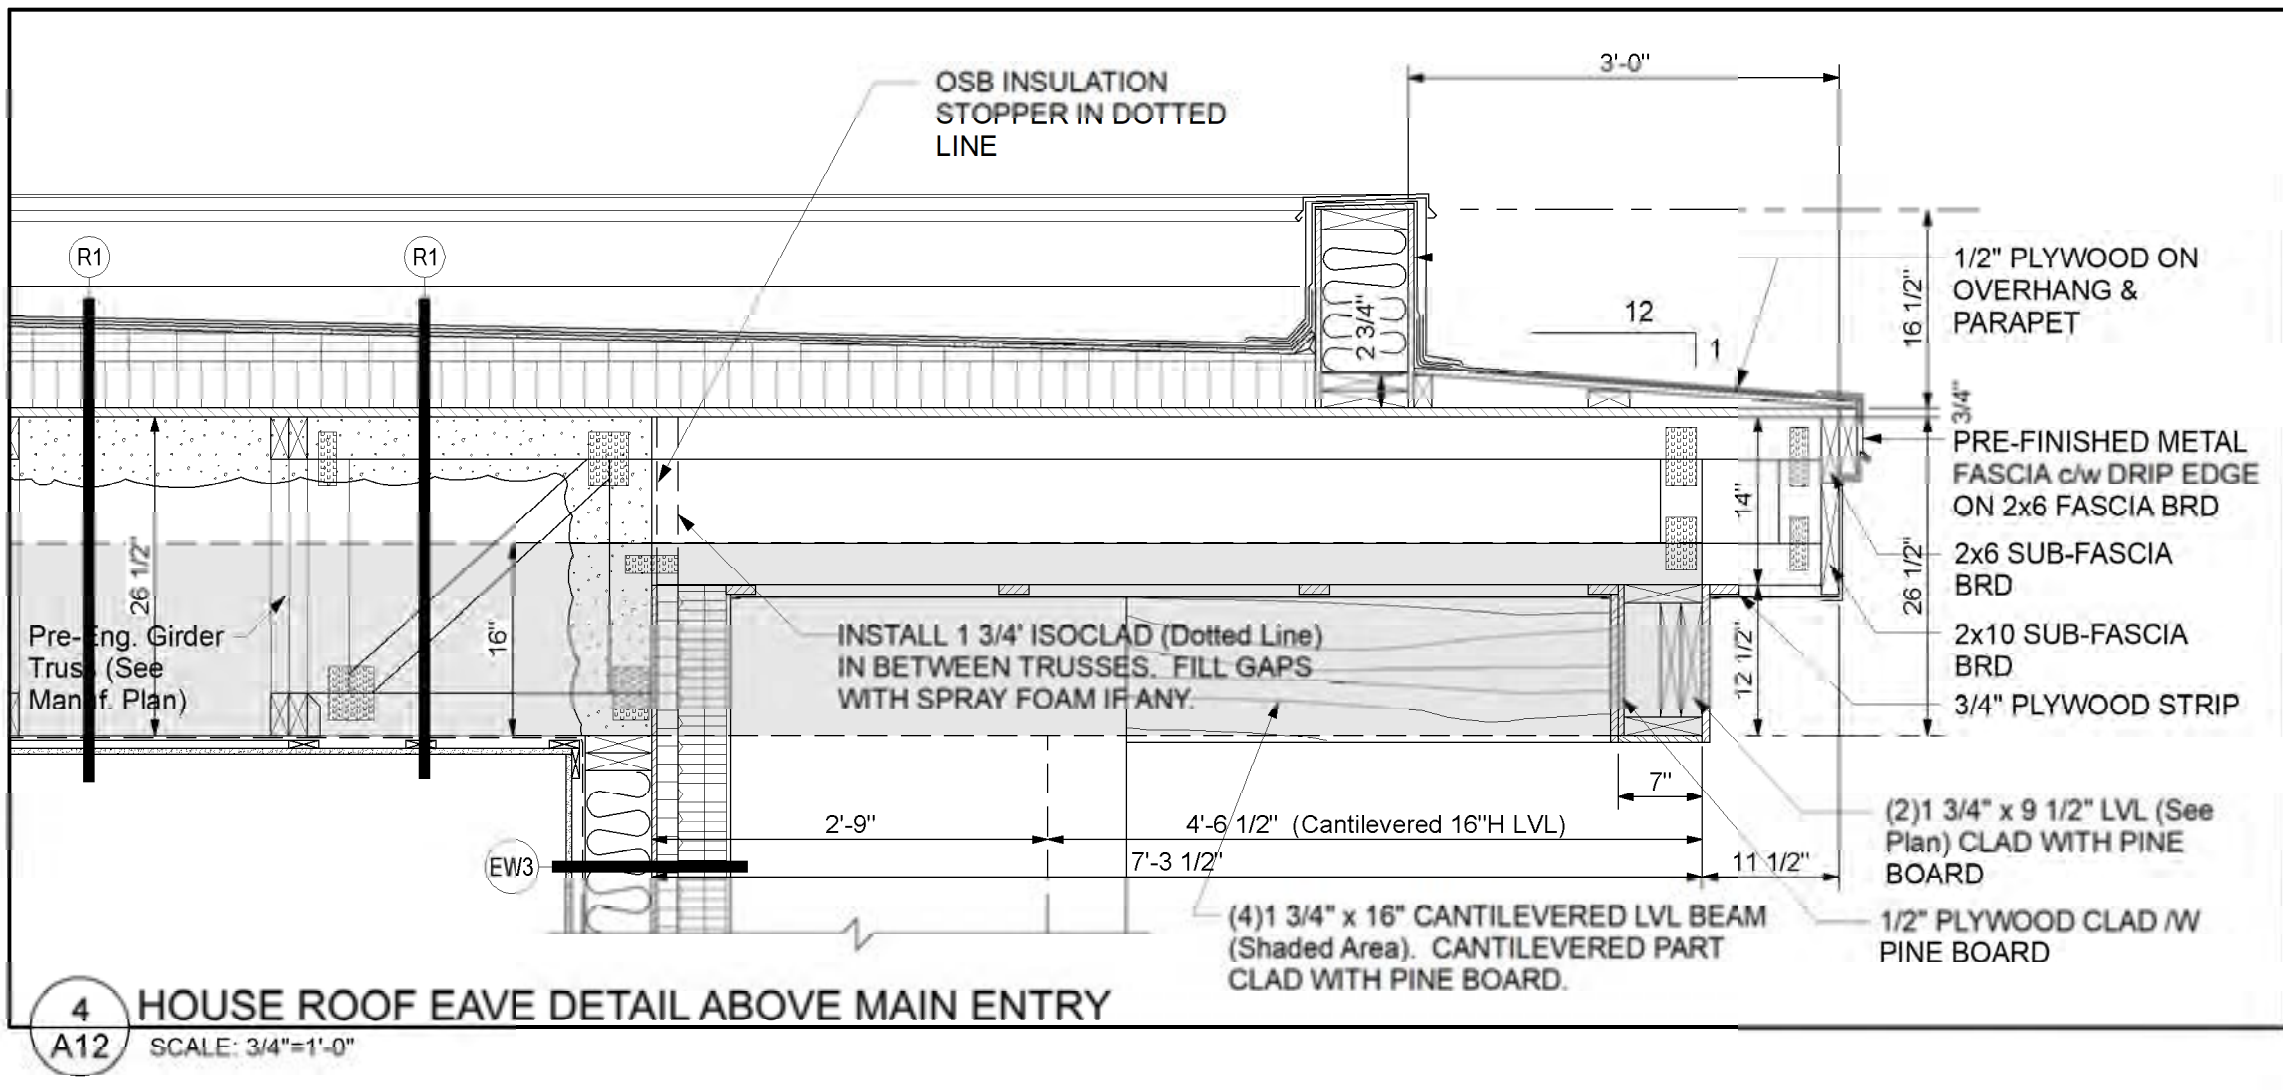 3'-0"
OSB INSULATION
STOPPER IN DOTTED
LINE
R1
R1
1/2" PLYWOOD ON
OVERHANG &
PARAPET
16 1/2"
12
1
2 3/4"
3/4"
PRE-FINISHED METAL
FASCIA c/w DRIP EDGE
ON 2x6 FASCIA BRD
14"
26 1/2"
2x6 SUB-FASCIA
BRD
26 1/2"
16"
Pre-Eng. Girder
Truss (See
Manuf. Plan)
INSTALL 1 3/4' ISOCLAD (Dotted Line)
IN BETWEEN TRUSSES. FILL GAPS
WITH SPRAY FOAM IF ANY.
12 1/2"
2x10 SUB-FASCIA
BRD
3/4" PLYWOOD STRIP
7"
2'-9"
4'-6 1/2" (Cantilevered 16"H LVL)
(2)1 3/4" x 9 1/2" LVL (See
Plan) CLAD WITH PINE
BOARD
EW3
7'-3 1/2"
11 1/2"
(4)1 3/4" x 16" CANTILEVERED LVL BEAM
(Shaded Area). CANTILEVERED PART
CLAD WITH PINE BOARD.
1/2" PLYWOOD CLAD /W
PINE BOARD
4
A12
HOUSE ROOF EAVE DETAIL ABOVE MAIN ENTRY
SCALE: 3/4"=1'-0"